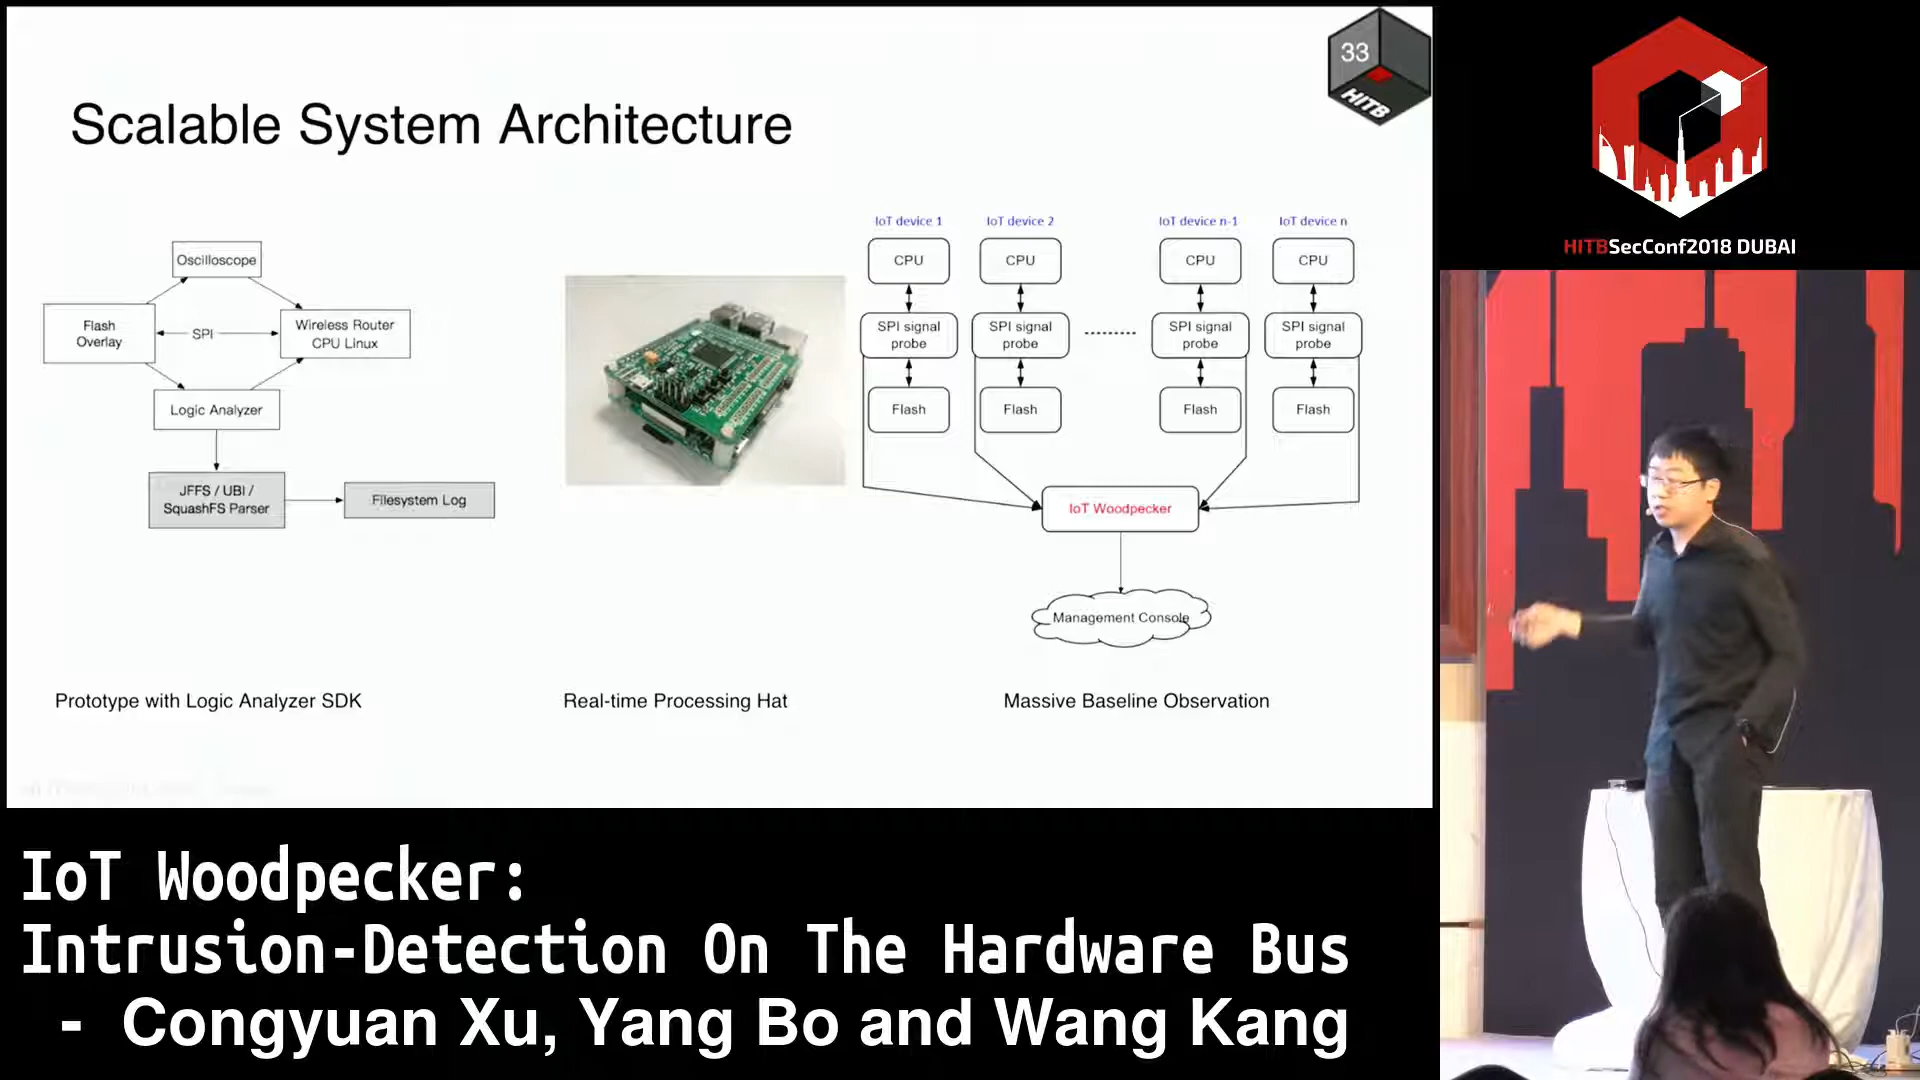 33
HITB
Scalable System Architecture
HITBSecConf2018 DUBAI
Oscilloscope
Flash
Overlay
SPI
Wireless Router
CPU Linux
Logic Analyzer
JFFS / UBI /
SquashFS Parser
Filesystem Log
IoT device 1
IoT device 2
IoT device n-1
IoT device n
CPU
CPU
CPU
CPU
SPI signal
probe
SPI signal
probe
SPI signal
probe
SPI signal
probe
Flash
Flash
Flash
Flash
IoT Woodpecker
Management Console
Prototype with Logic Analyzer SDK
Real-time Processing Hat
Massive Baseline Observation
IoT Woodpecker:
Intrusion-Detection On The Hardware Bus
- Congyuan Xu, Yang Bo and Wang Kang